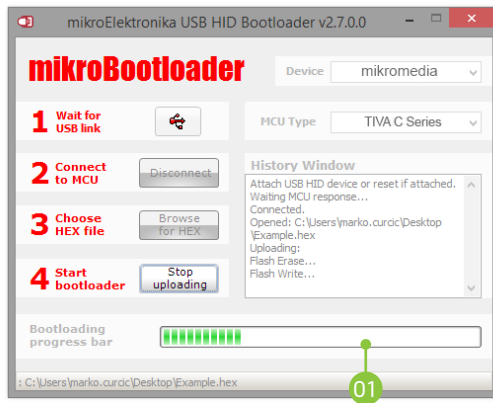 mikroElektronika USB HID Bootloader v2.7.0.0
mikroBootloader
Device
mikromedia
1 Wait for
USB link
MCU Type
TIVA C Series
2 Connect
to MCU
Disconnect
History Window
Attach USB HID device or reset if attached.
Waiting MCU response...
Connected.
Opened: C:\Users\marko.curcic\Desktop
\Example.hex
Uploading:
Flash Erase...
Flash Write...
3 Choose
HEX file
Browse
for HEX
4 Start
bootloader
Stop
uploading
Bootloading
progress bar
01
: C:\Users\marko.curcic\Desktop\Example.hex